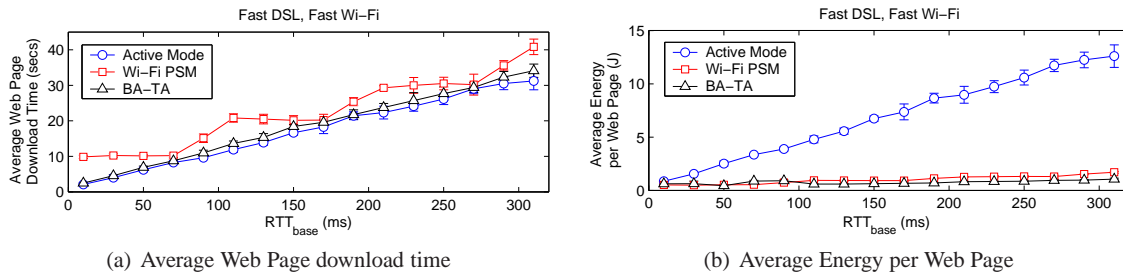 Fast DSL, Fast Wi−Fi
Average Web Page
Download Time (secs)
40
30
20
10
0
Active Mode
Wi−Fi PSM
BA−TA
0 50 100 150 200 250 300
RTT_base (ms)
(a) Average Web Page download time
Fast DSL, Fast Wi−Fi
Average Energy
per Web Page (J)
15
10
5
0
Active Mode
Wi−Fi PSM
BA−TA
0 50 100 150 200 250 300
RTT_base (ms)
(b) Average Energy per Web Page